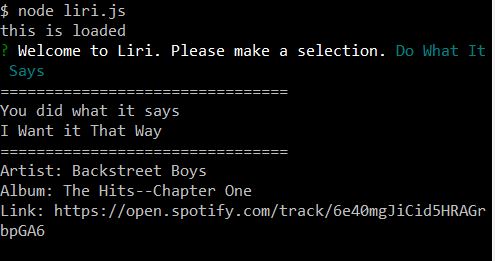 $ node liri.js
this is loaded
? Welcome to Liri. Please make a selection. Do What It
Says
================================
You did what it says
I Want it That Way
================================
Artist: Backstreet Boys
Album: The Hits--Chapter One
Link: https://open.spotify.com/track/6e40mgJiCid5HRAGr
bpGA6